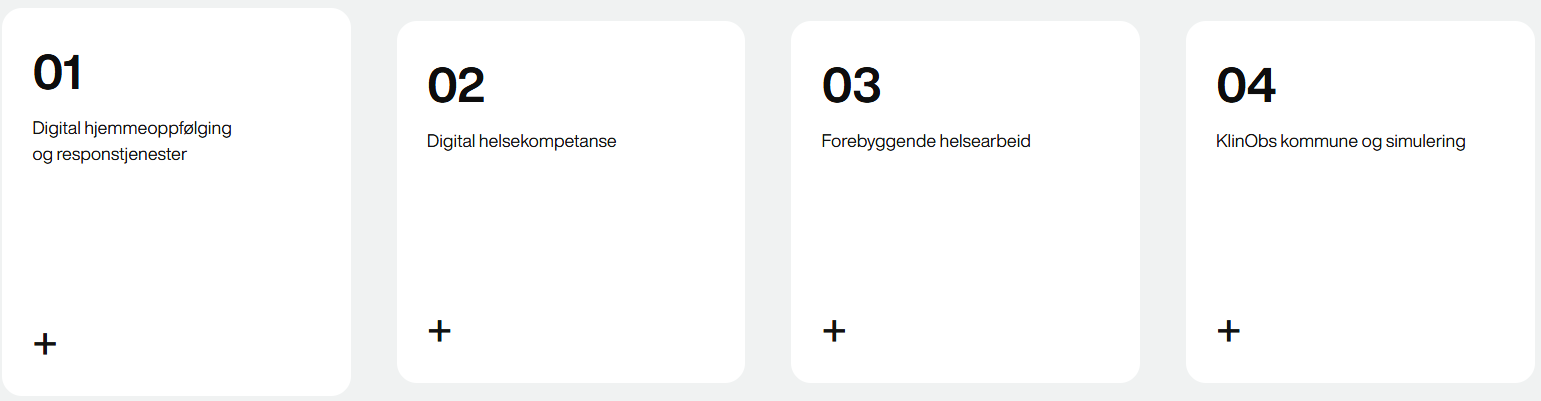 01
Digital hjemmeoppfølging
og responstjenester
+
02
Digital helsekompetanse
+
03
Forebyggende helsearbeid
+
04
KlinObs kommune og simulering
+